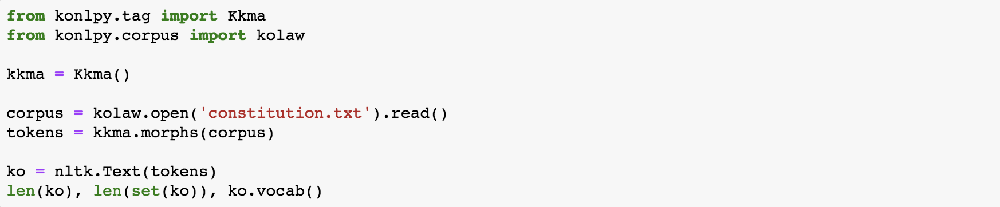 from konlpy.tag import Kkma
from konlpy.corpus import kolaw
kkma = Kkma()
corpus = kolaw.open('constitution.txt').read()
tokens = kkma.morphs(corpus)
ko = nltk.Text(tokens)
len(ko), len(set(ko)), ko.vocab()